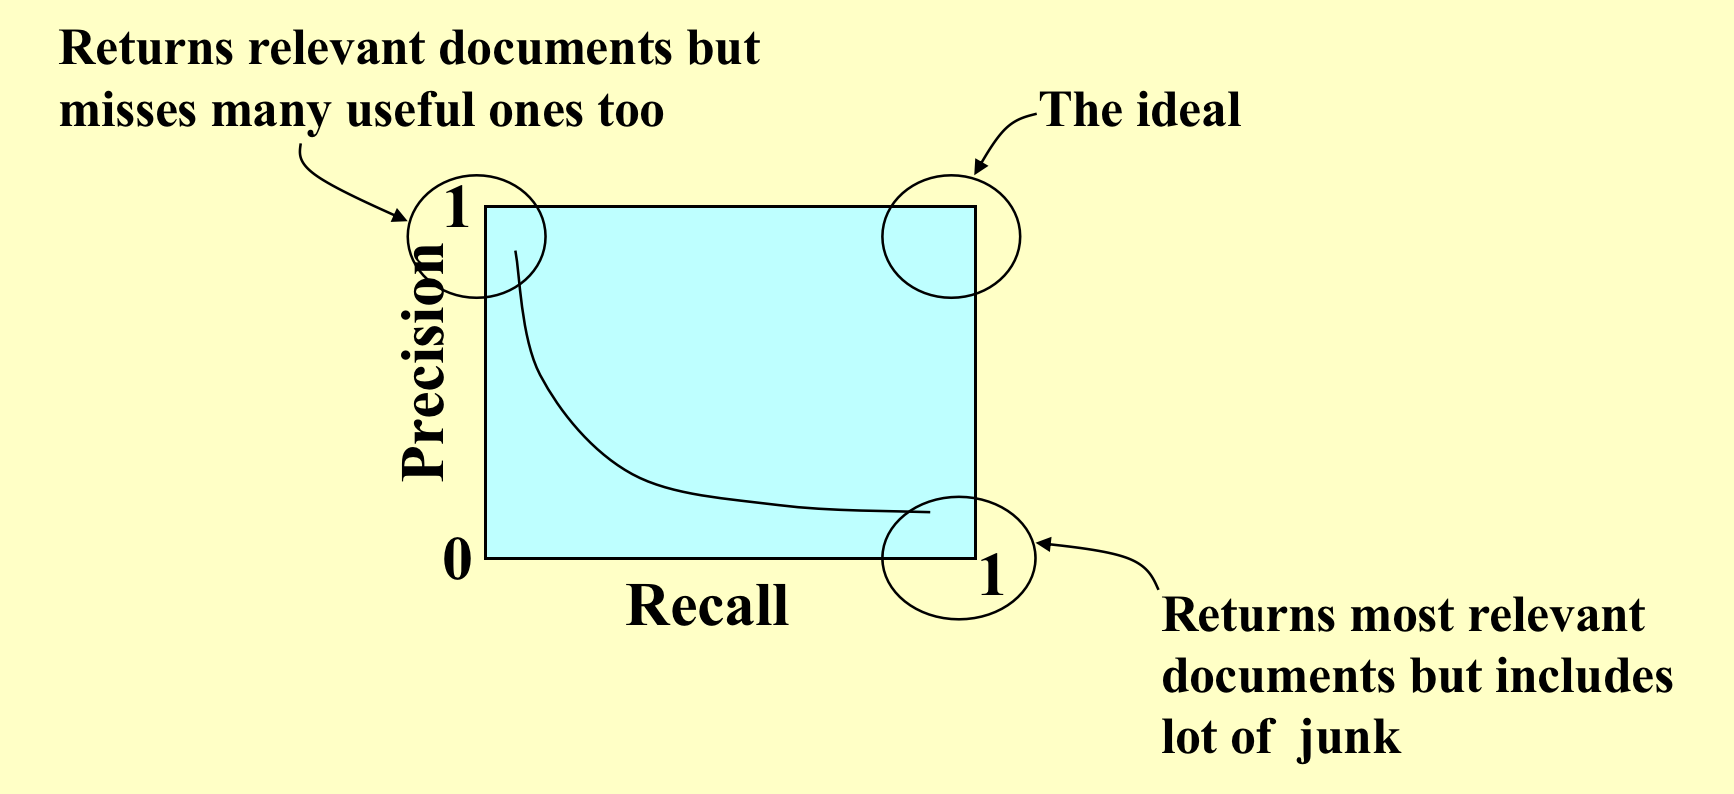 Returns relevant documents but
misses many useful ones too
The ideal
1
Precision
0
1
Recall
Returns most relevant
documents but includes
lot of  junk